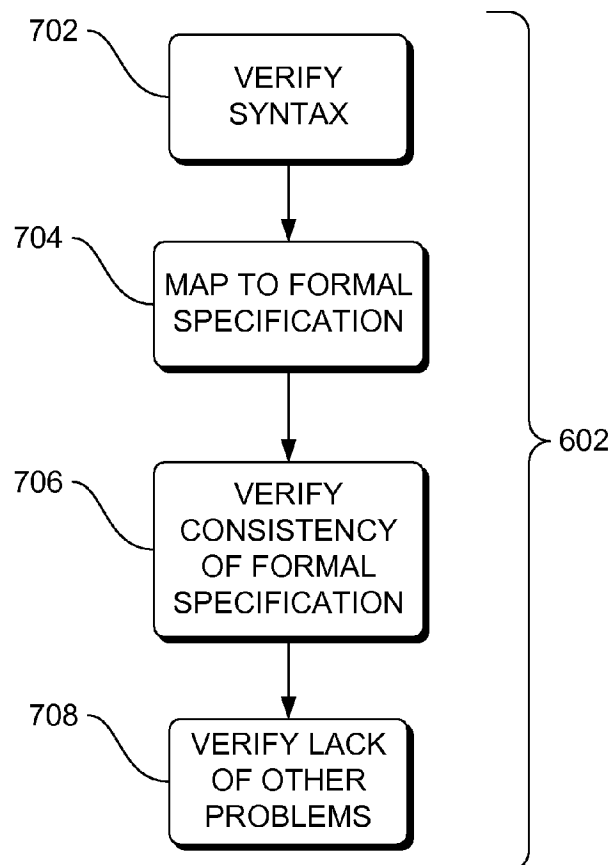 702
VERIFY
SYNTAX
704
MAP TO FORMAL
SPECIFICATION
602
706
VERIFY
CONSISTENCY
OF FORMAL
SPECIFICATION
708
VERIFY LACK
OF OTHER
PROBLEMS